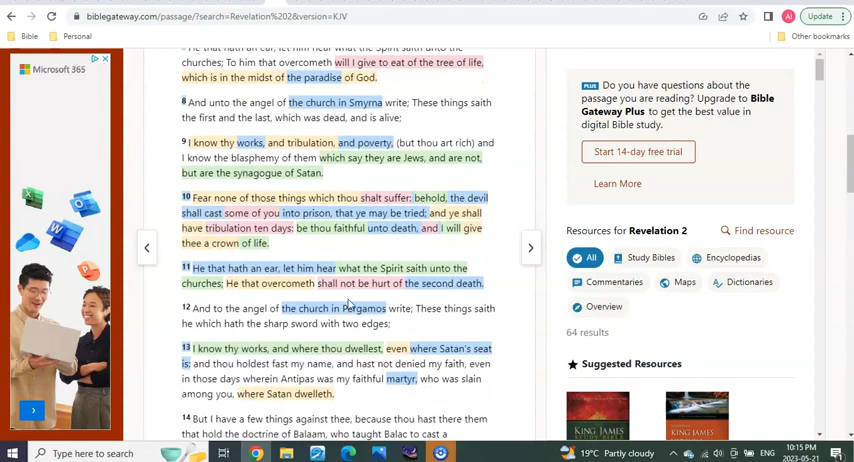 biblegateway.com/passage/?search=Revelation%202&version=KJV
AI
Update
Bible
Personal
Other bookmarks
Microsoft 365
He that hath an ear, let him hear what the Spirit saith unto the
churches; To him that overcometh will I give to eat of the tree of life,
which is in the midst of the paradise of God.
8 And unto the angel of the church in Smyrna write; These things saith
the first and the last, which was dead, and is alive;
9 I know thy works, and tribulation, and poverty, (but thou art rich) and
I know the blasphemy of them which say they are Jews, and are not,
but are the synagogue of Satan.
10 Fear none of those things which thou shalt suffer: behold, the devil
shall cast some of you into prison, that ye may be tried; and ye shall
have tribulation ten days: be thou faithful unto death, and I will give
thee a crown of life.
11 He that hath an ear, let him hear what the Spirit saith unto the
churches; He that overcometh shall not be hurt of the second death.
12 And to the angel of the church in Pergamos write; These things saith
he which hath the sharp sword with two edges;
13 I know thy works, and where thou dwellest, even where Satan's seat
is: and thou holdest fast my name, and hast not denied my faith, even
in those days wherein Antipas was my faithful martyr, who was slain
among you, where Satan dwelleth.
14 But I have a few things against thee, because thou hast there them
that hold the doctrine of Balaam, who taught Balac to cast a
PLUS Do you have questions about the
passage you are reading? Upgrade to Bible
Gateway Plus to get the best value in
digital Bible study.
Start 14-day free trial
Learn More
Resources for Revelation 2
Find resource
All
Study Bibles
Encyclopedias
Commentaries
Maps
Dictionaries
Overview
64 results
Suggested Resources
KING JAMES
KING JAMES
Type here to search
19°C Partly cloudy
ENG
10:15 PM
2023-05-21